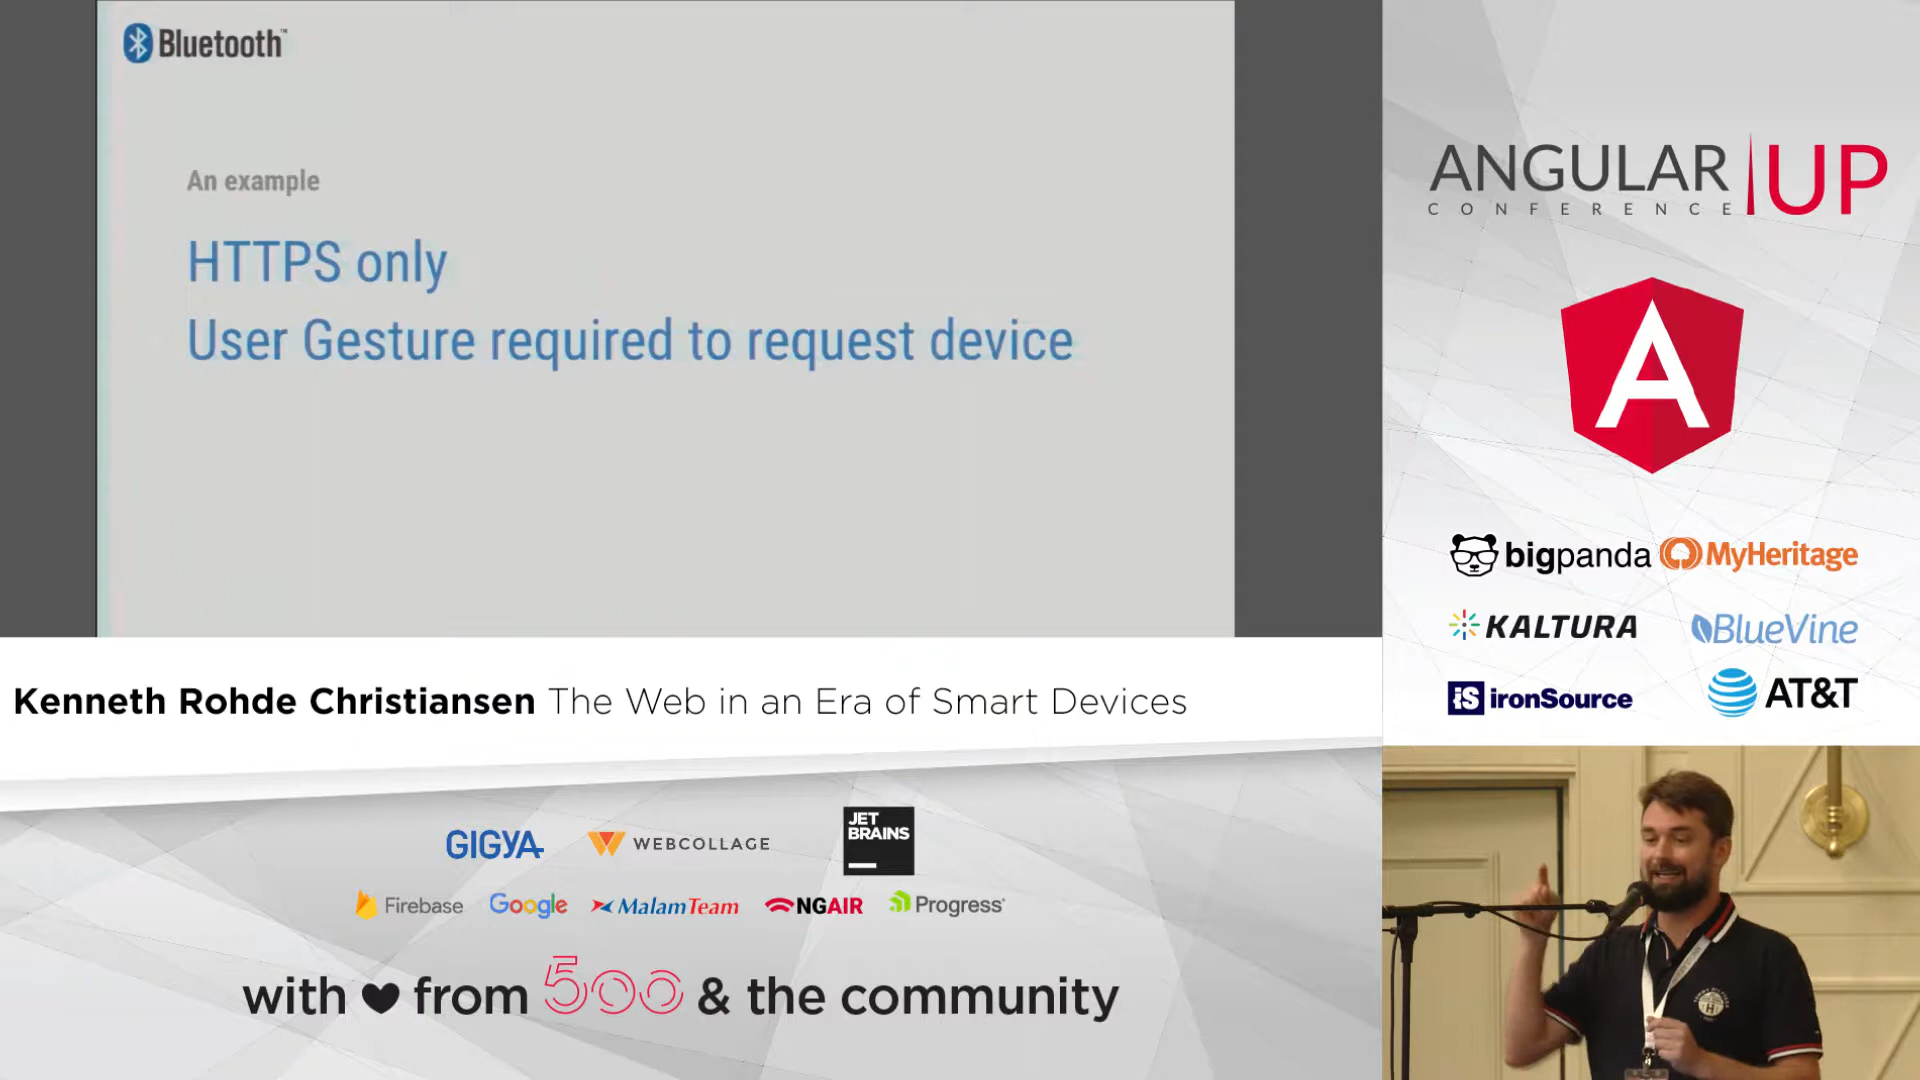 Bluetooth™
An example
HTTPS only
User Gesture required to request device
Kenneth Rohde Christiansen The Web in an Era of Smart Devices
GIGYA
WEBCOLLAGE
JET
BRAINS
Firebase
Google
MalamTeam
NGAIR
Progress
with from 500 & the community
ANGULAR UP
CONFERENCE
bigpanda
MyHeritage
KALTURA
BlueVine
iS ironSource
AT&T